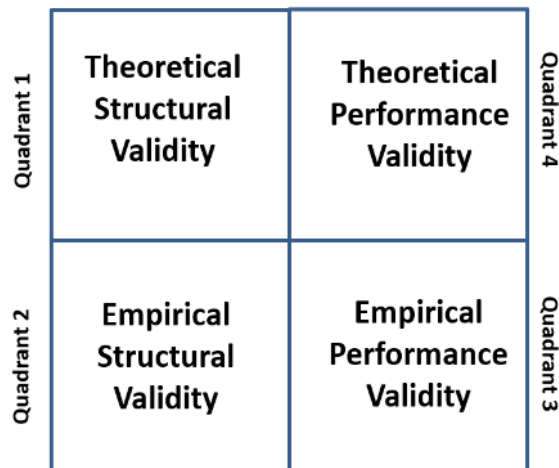 Quadrant 1
Theoretical
Structural
Validity
Theoretical
Performance
Validity
Quadrant 4
Quadrant 2
Empirical
Structural
Validity
Empirical
Performance
Validity
Quadrant 3